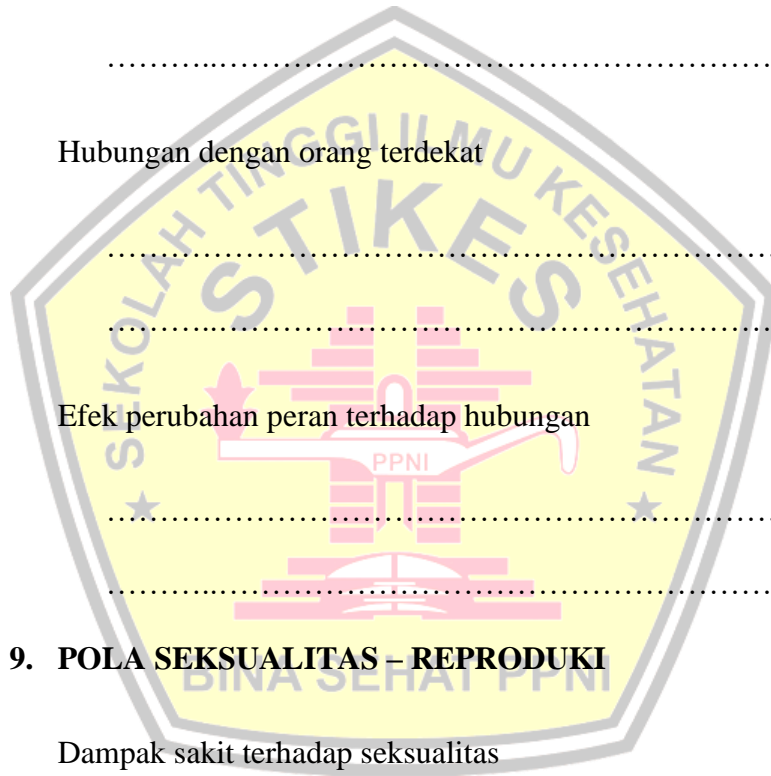 ………...……………………………………………
Hubungan dengan orang terdekat
……………………………………………………….
………...……………………………………………
Efek perubahan peran terhadap hubungan
……………………………………………………….
………...……………………………………………
9. POLA SEKSUALITAS – REPRODUKI
Dampak sakit terhadap seksualitas
SEKOLAH TINGGI ILMU KESEHATAN
STIKES
PPNI
BINA SEHAT PPNI